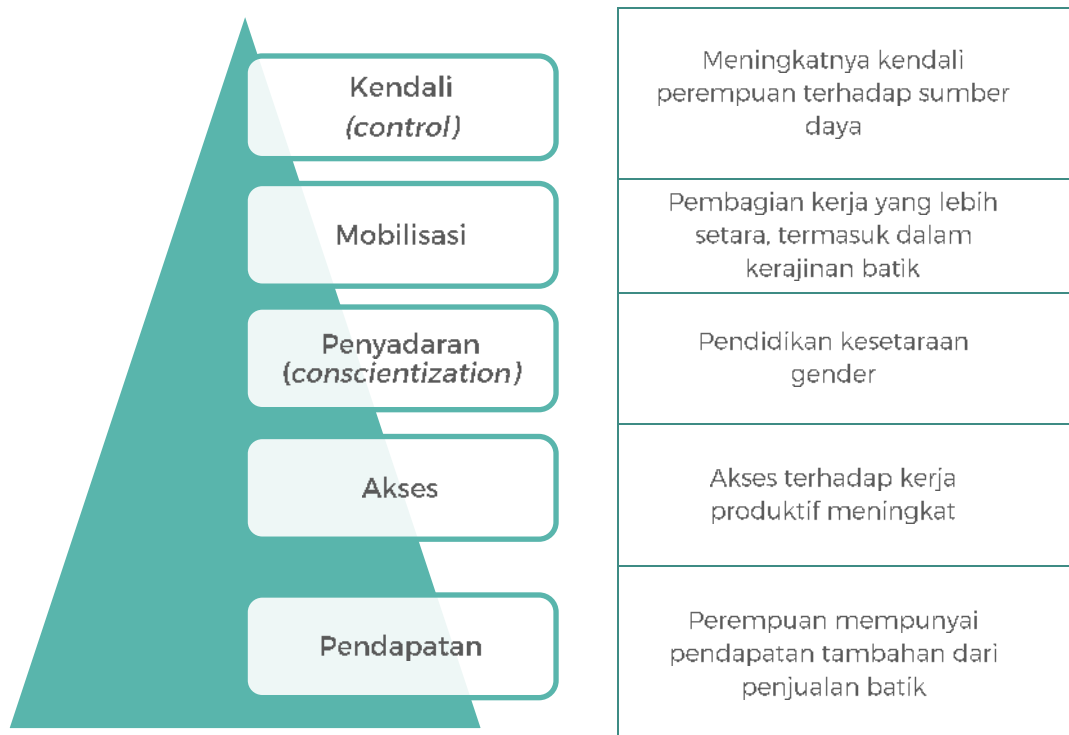 Kendali
(control)
Meningkatnya kendali
perempuan terhadap sumber
daya
Mobilisasi
Pembagian kerja yang lebih
setara, termasuk dalam
kerajinan batik
Penyadaran
(conscientization)
Pendidikan kesetaraan
gender
Akses
Akses terhadap kerja
produktif meningkat
Pendapatan
Perempuan mempunyai
pendapatan tambahan dari
penjualan batik